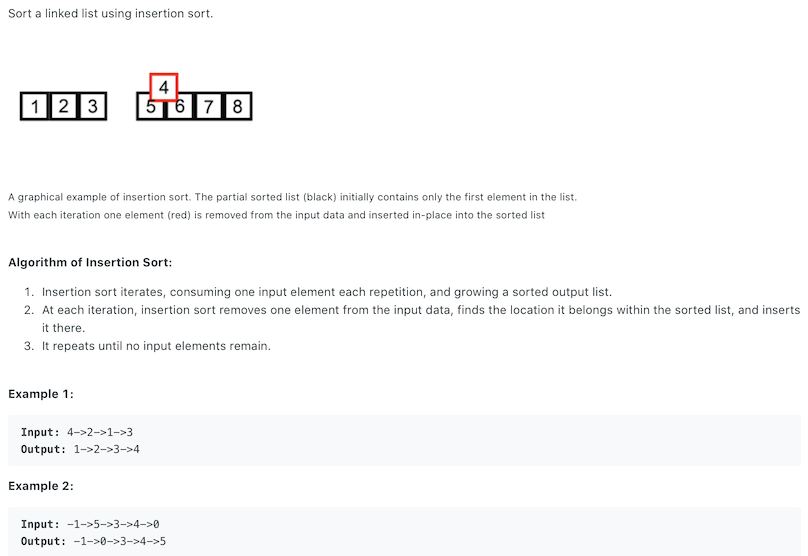 Sort a linked list using insertion sort.
4
1 2 3 5 6 7 8
A graphical example of insertion sort. The partial sorted list (black) initially contains only the first element in the list.
With each iteration one element (red) is removed from the input data and inserted in-place into the sorted list
Algorithm of Insertion Sort:
1. Insertion sort iterates, consuming one input element each repetition, and growing a sorted output list.
2. At each iteration, insertion sort removes one element from the input data, finds the location it belongs within the sorted list, and inserts
it there.
3. It repeats until no input elements remain.
Example 1:
Input: 4->2->1->3
Output: 1->2->3->4
Example 2:
Input: -1->5->3->4->0
Output: -1->0->3->4->5